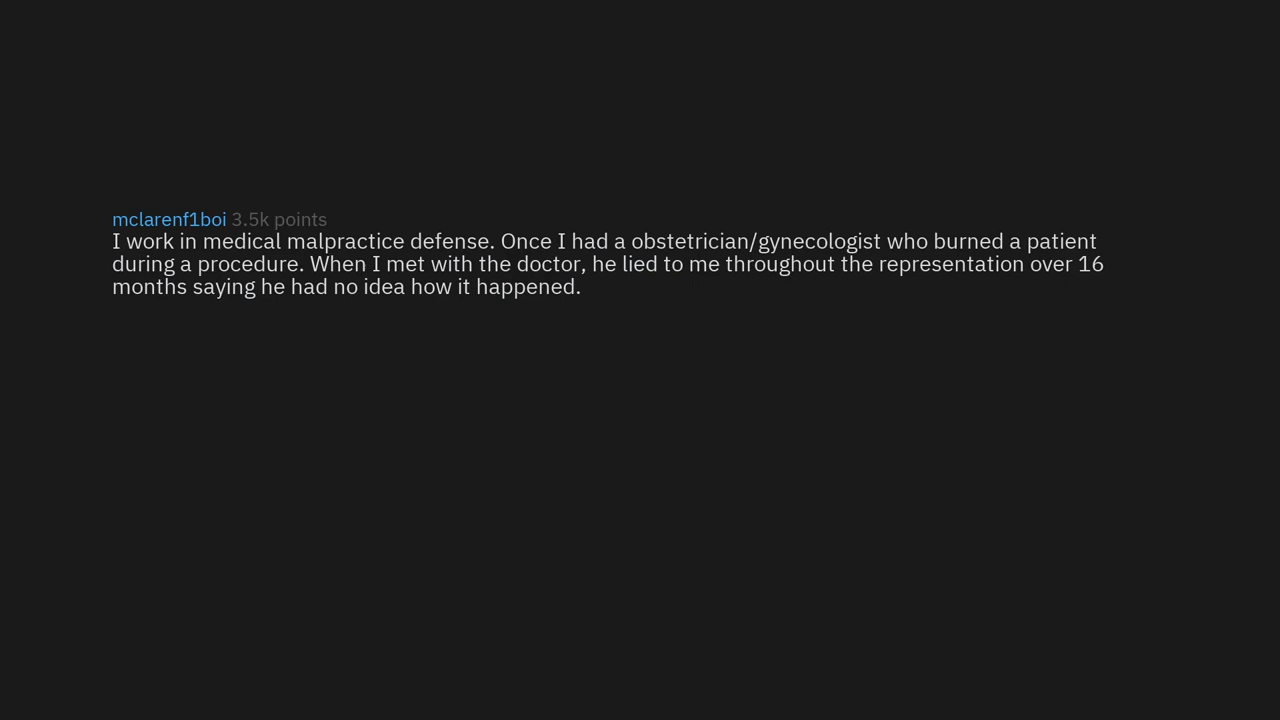 mclarenf1boi 3.5k points
I work in medical malpractice defense. Once I had a obstetrician/gynecologist who burned a patient
during a procedure. When I met with the doctor, he lied to me throughout the representation over 16
months saying he had no idea how it happened.